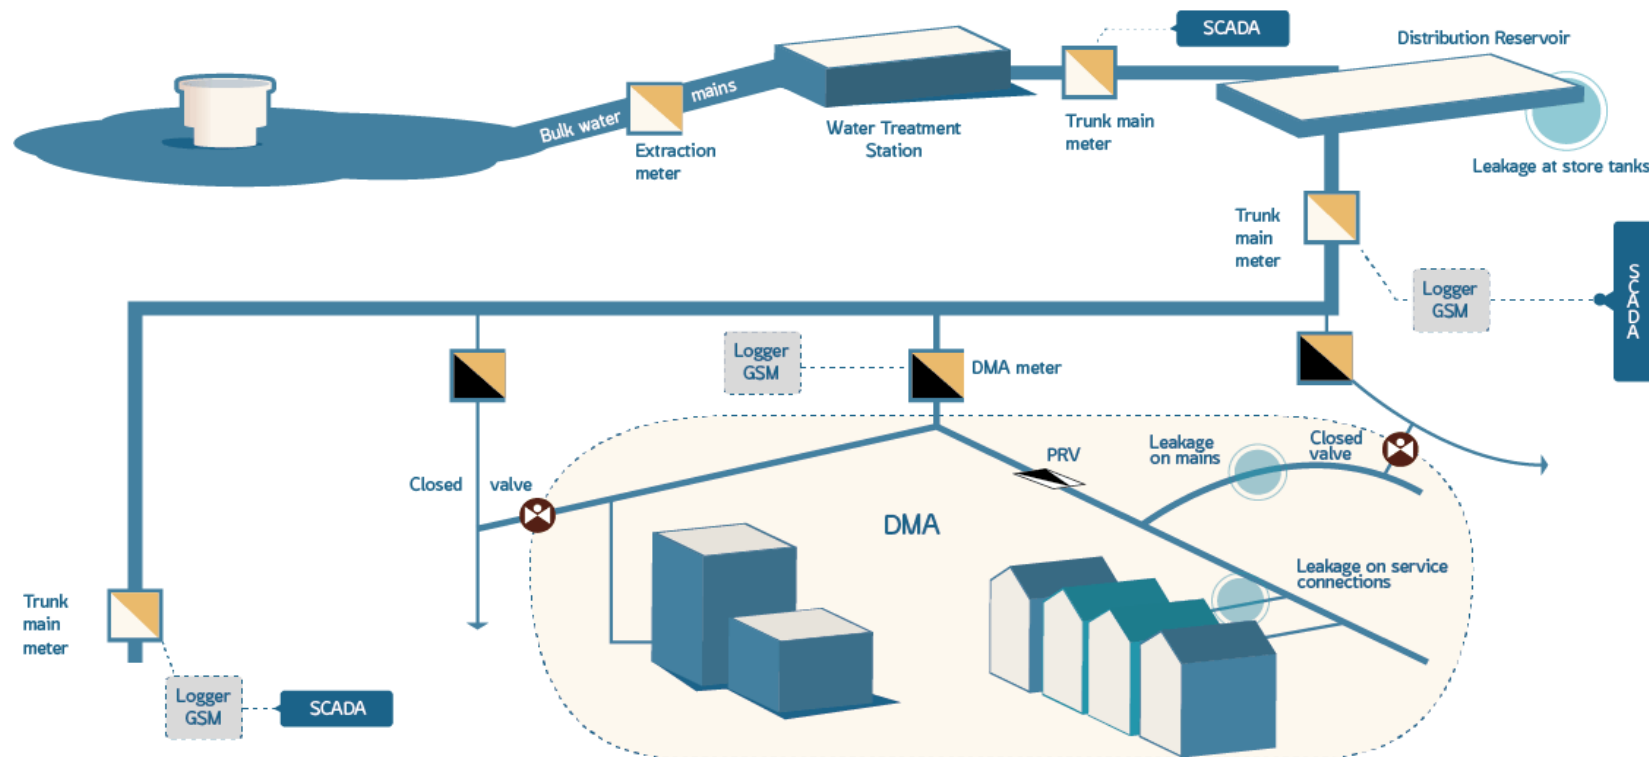 SCADA
Distribution Reservoir
Bulk water
mains
Extraction
meter
Water Treatment
Station
Trunk main
meter
Leakage at store tanks
Trunk
main
meter
Logger
GSM
SCADA
Logger
GSM
DMA meter
Closed valve
PRV
Leakage
on mains
Closed
valve
DMA
Leakage on service
connections
Trunk
main
meter
Logger
GSM
SCADA